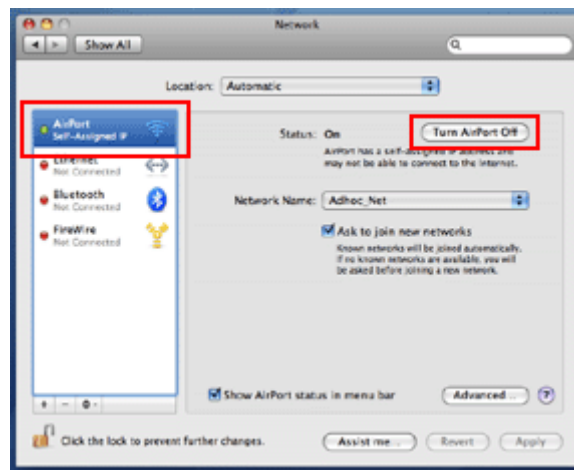 Network
Show All
Location: Automatic
AirPort
Self-Assigned IP
Ethernet
Not Connected
Bluetooth
Not Connected
FireWire
Not Connected
Status: On
Turn AirPort Off
AirPort has a self-assigned IP address and
may not be able to connect to the Internet.
Network Name: Adhoc_Net
Ask to join new networks
Known networks will be joined automatically.
If no known networks are available, you will
be asked before joining a new network.
Show AirPort status in menu bar
Advanced...
?
Click the lock to prevent further changes.
Assist me...
Revert
Apply